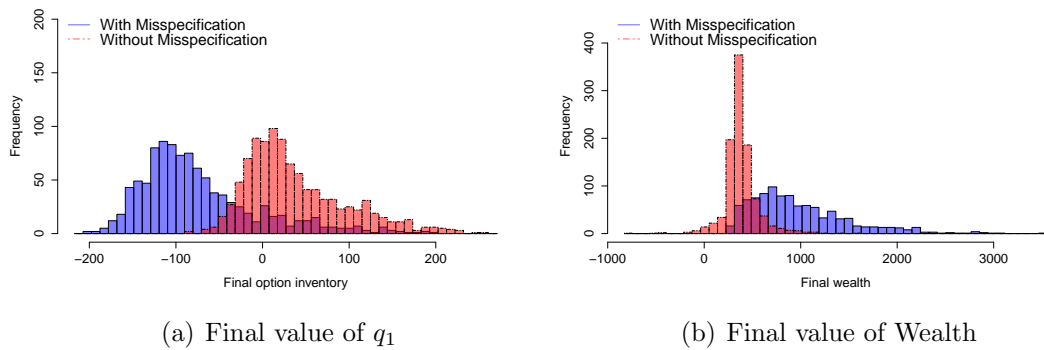 With Misspecification
Without Misspecification
Frequency
0
50
100
150
200
-200
-100
0
100
200
Final option inventory
(a) Final value of q1
With Misspecification
Without Misspecification
Frequency
0
100
200
300
400
-1000
0
1000
2000
3000
Final wealth
(b) Final value of Wealth